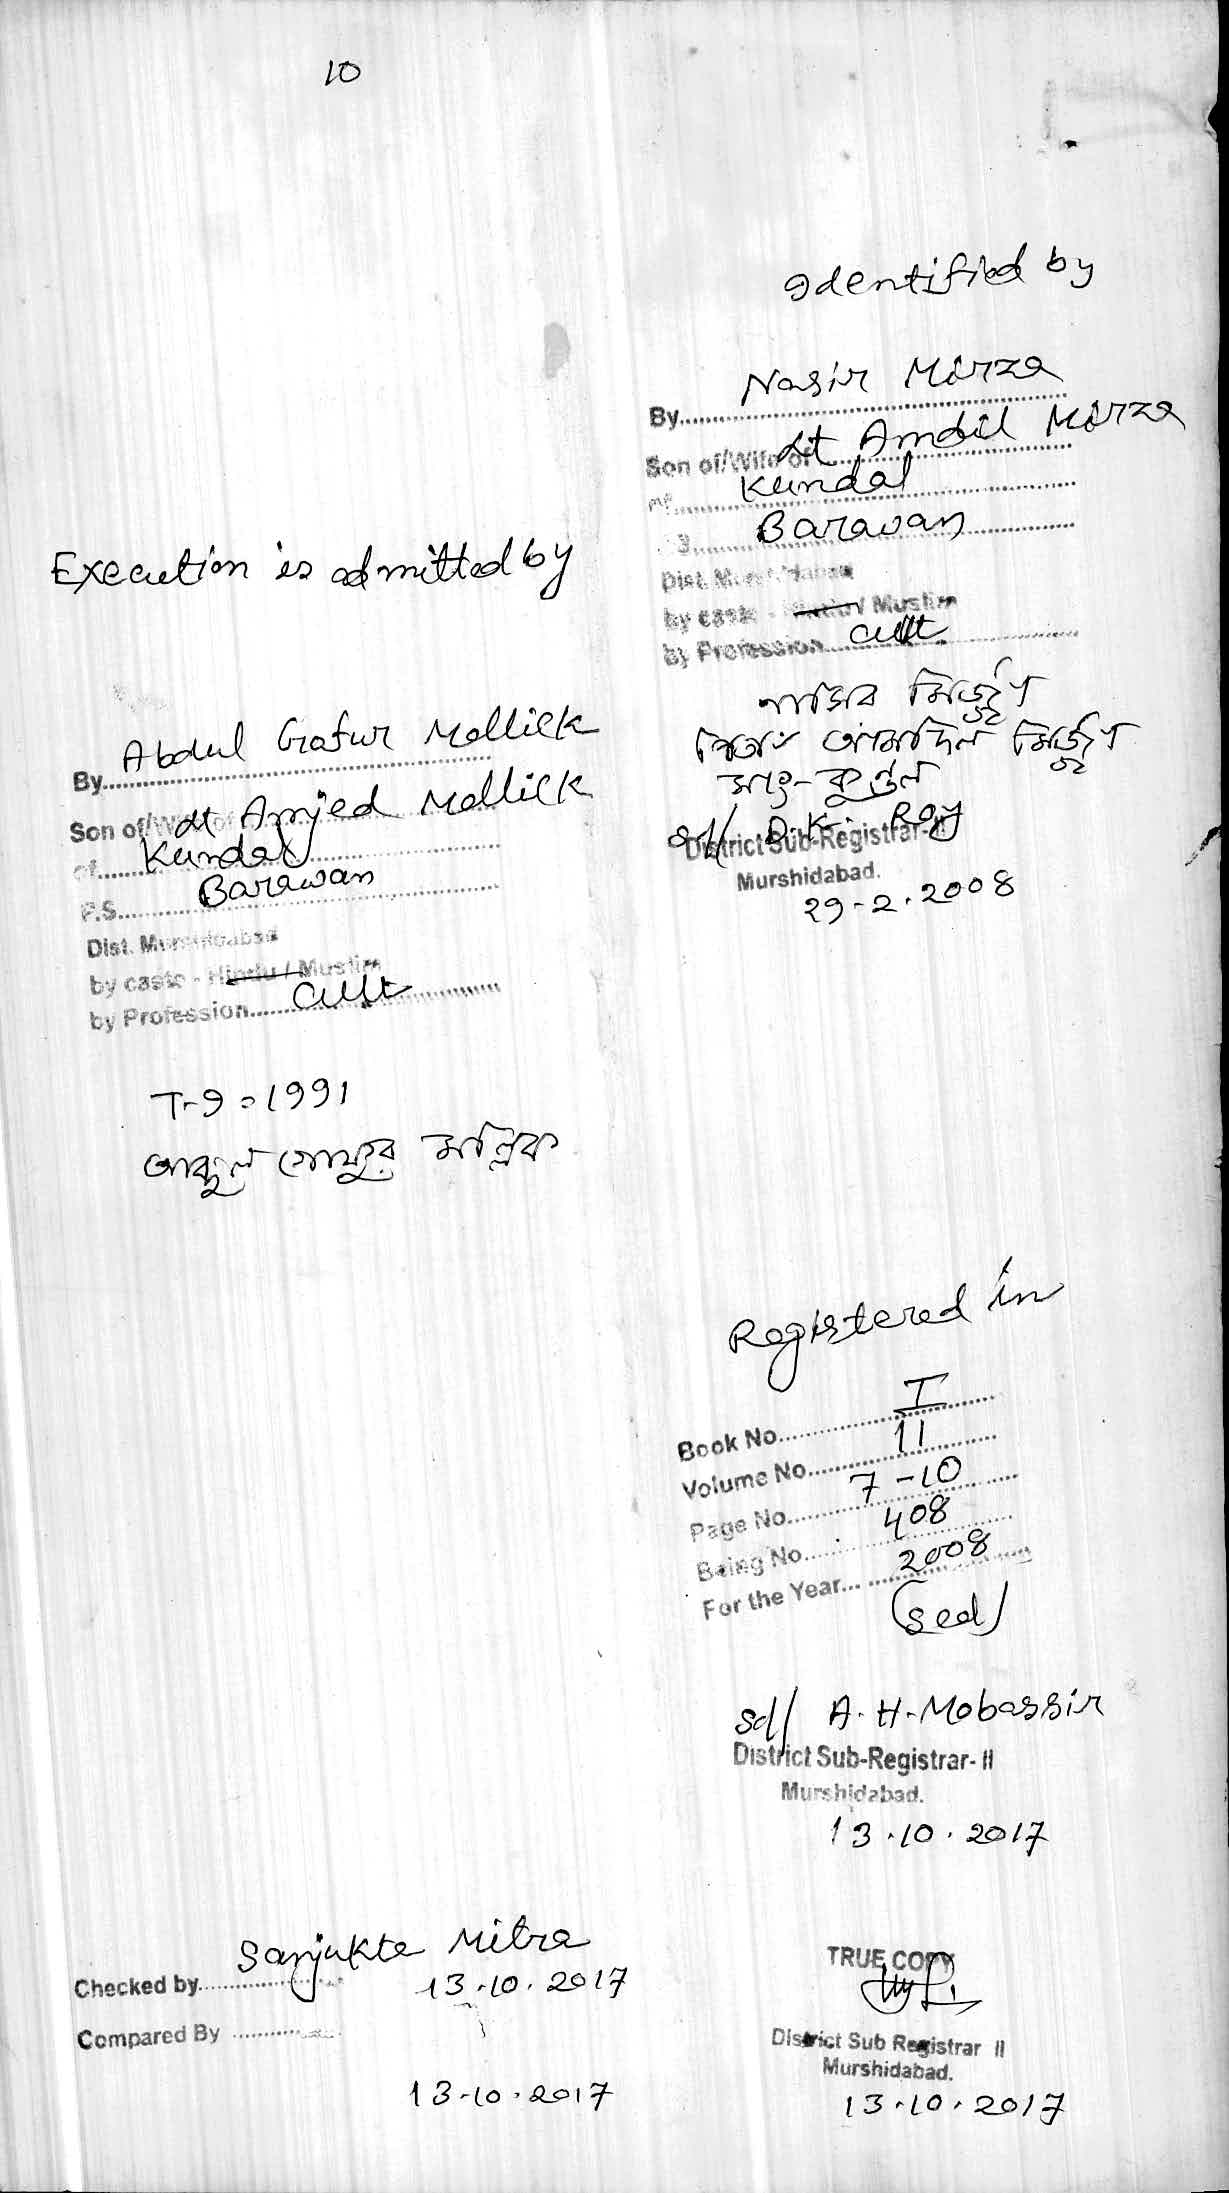 10
Execution is admitted by
By Abdul Gafur Mollick
Son of/Wife of Lt Amjed Mollick
of Kundal
P.S. Barawan
Dist. Murshidabad
by caste - Hindu / Muslim
by Profession Cult
T-9 = 1991
আব্দুল গোফুর মল্লিক
Identified by
By Nasir Mirza
Son of/Wife of Lt Amdil Mirza
of Kundal
Barawan
Dist. Murshidabad
by caste - Hindu / Muslim
by Profession Cult
নাসির মির্জ্জা
পিতাঃ আমদিল মির্জ্জা
সাং- কুণ্ডল
Sd/ D.K. Roy
District Sub-Registrar-II
Murshidabad.
29-2.2008
Registered in
Book No. I
Volume No. 11
Page No. 7-10
Being No. 408
For the Year 2008
(Sed)
Sd/ A.H. Mobassir
District Sub-Registrar- II
Murshidabad.
13.10.2017
Checked by Sanjukta Mitra
13.10.2017
Compared By
13.10.2017
TRUE COPY
District Sub Registrar II
Murshidabad.
13.10.2017